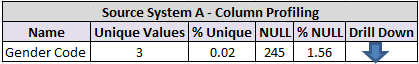 Source System A - Column Profiling
Name Unique Values % Unique NULL % NULL Drill Down
Gender Code 3 0.02 245 1.56